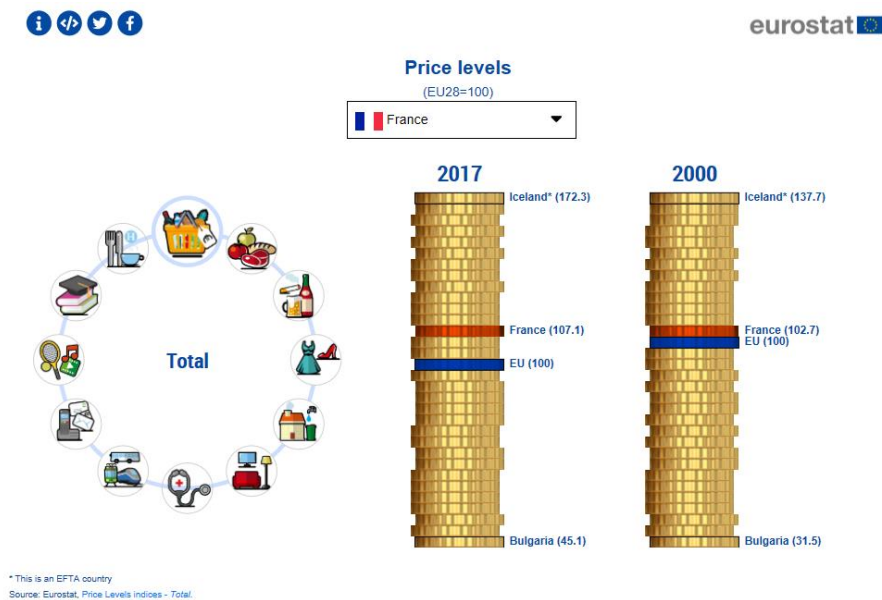 eurostat
Price levels
(EU28=100)
France
2017
2000
Iceland* (172.3)
Iceland* (137.7)
France (107.1)
France (102.7)
EU (100)
EU (100)
Total
Bulgaria (45.1)
Bulgaria (31.5)
* This is an EFTA country
Source: Eurostat, Price Levels indices - Total.